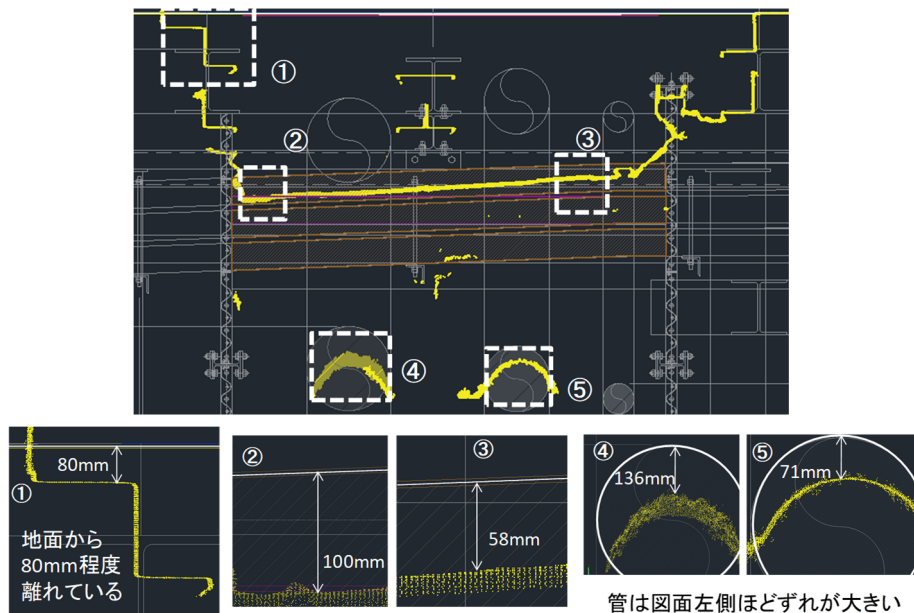 ①
②
③
④
⑤
80mm
①
地面から
80mm程度
離れている
②
100mm
③
58mm
④
136mm
⑤
71mm
管は図面左側ほどずれが大きい